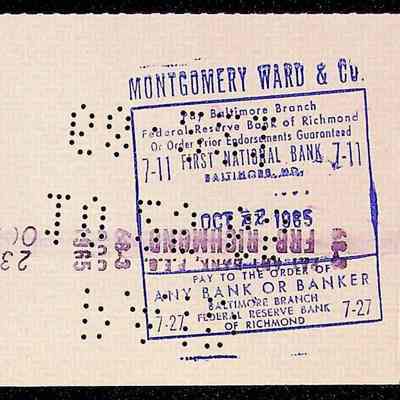 MONTGOMERY WARD & Co.
Pay Baltimore Branch
Federal Reserve Bank of Richmond
Or Order Prior Endorsements Guaranteed
7-11 FIRST NATIONAL BANK 7-11
BALTIMORE, MD.
OCT 22 1965
FRB RICHMOND
1965
PAY TO THE ORDER OF
ANY BANK OR BANKER
BALTIMORE BRANCH
7-27 FEDERAL RESERVE BANK 7-27
OF RICHMOND
23